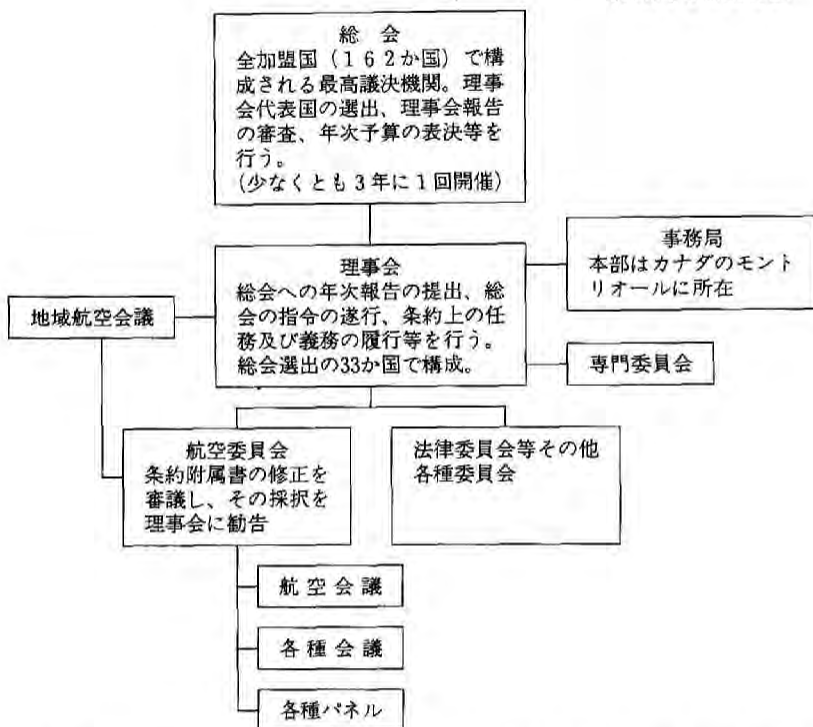 総　会
全加盟国（１６２か国）で構
成される最高議決機関。理事
会代表国の選出、理事会報告
の審査、年次予算の表決等を
行う。
(少なくとも３年に１回開催)
事務局
本部はカナダのモント
リオールに所在
理事会
総会への年次報告の提出、総
会の指令の遂行、条約上の任
務及び義務の履行等を行う。
総会選出の33か国で構成。
地域航空会議
専門委員会
航空委員会
条約附属書の修正を
審議し、その採択を
理事会に勧告
法律委員会等その他
各種委員会
航 空 会 議
各 種 会 議
各種パネル